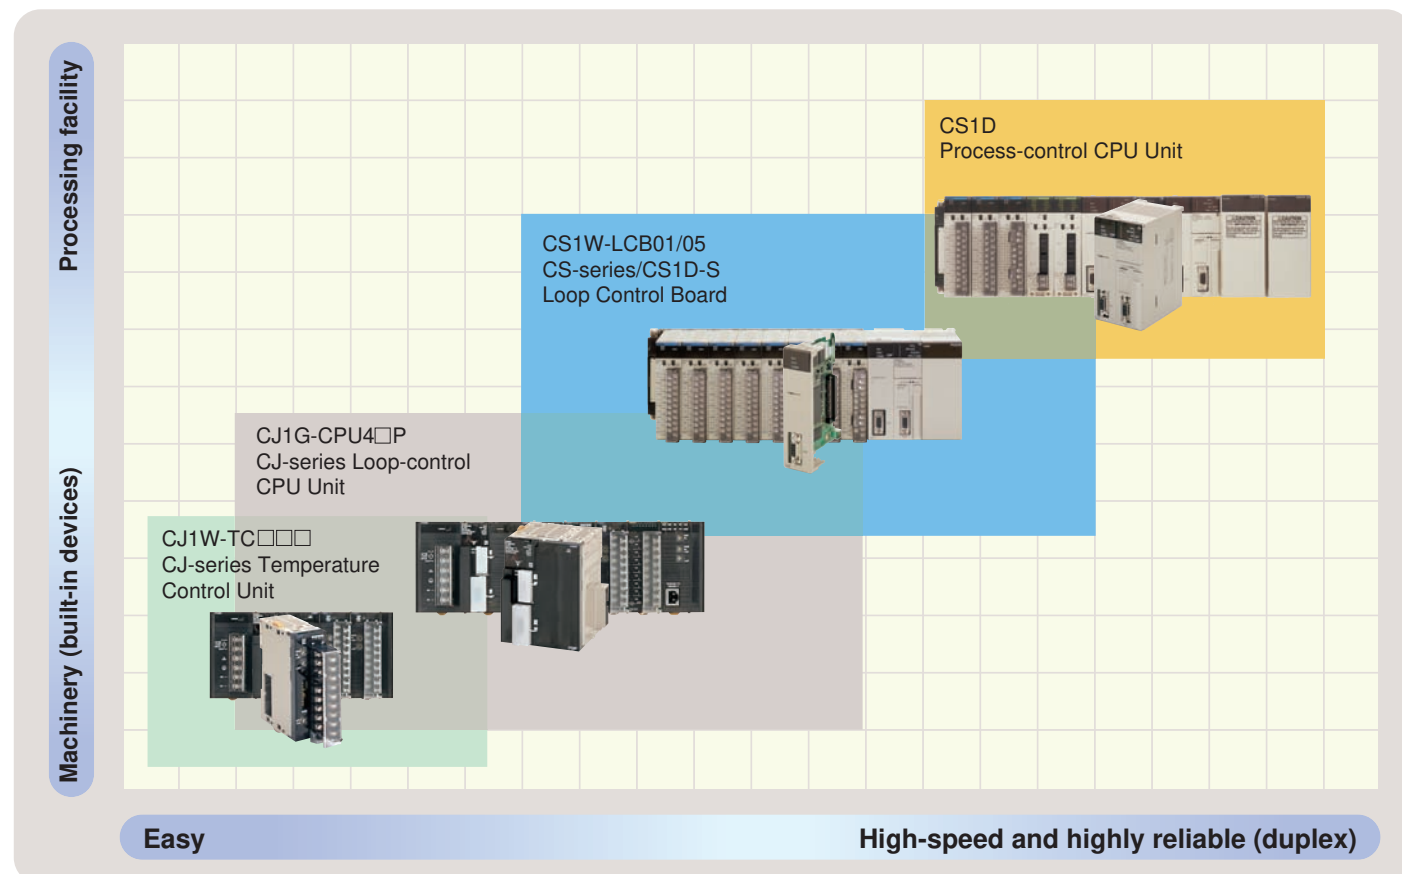 Processing facility
Machinery (built-in devices)
CS1D
Process-control CPU Unit
CS1W-LCB01/05
CS-series/CS1D-S
Loop Control Board
CJ1G-CPU4□P
CJ-series Loop-control
CPU Unit
CJ1W-TC□□□
CJ-series Temperature
Control Unit
Easy
High-speed and highly reliable (duplex)